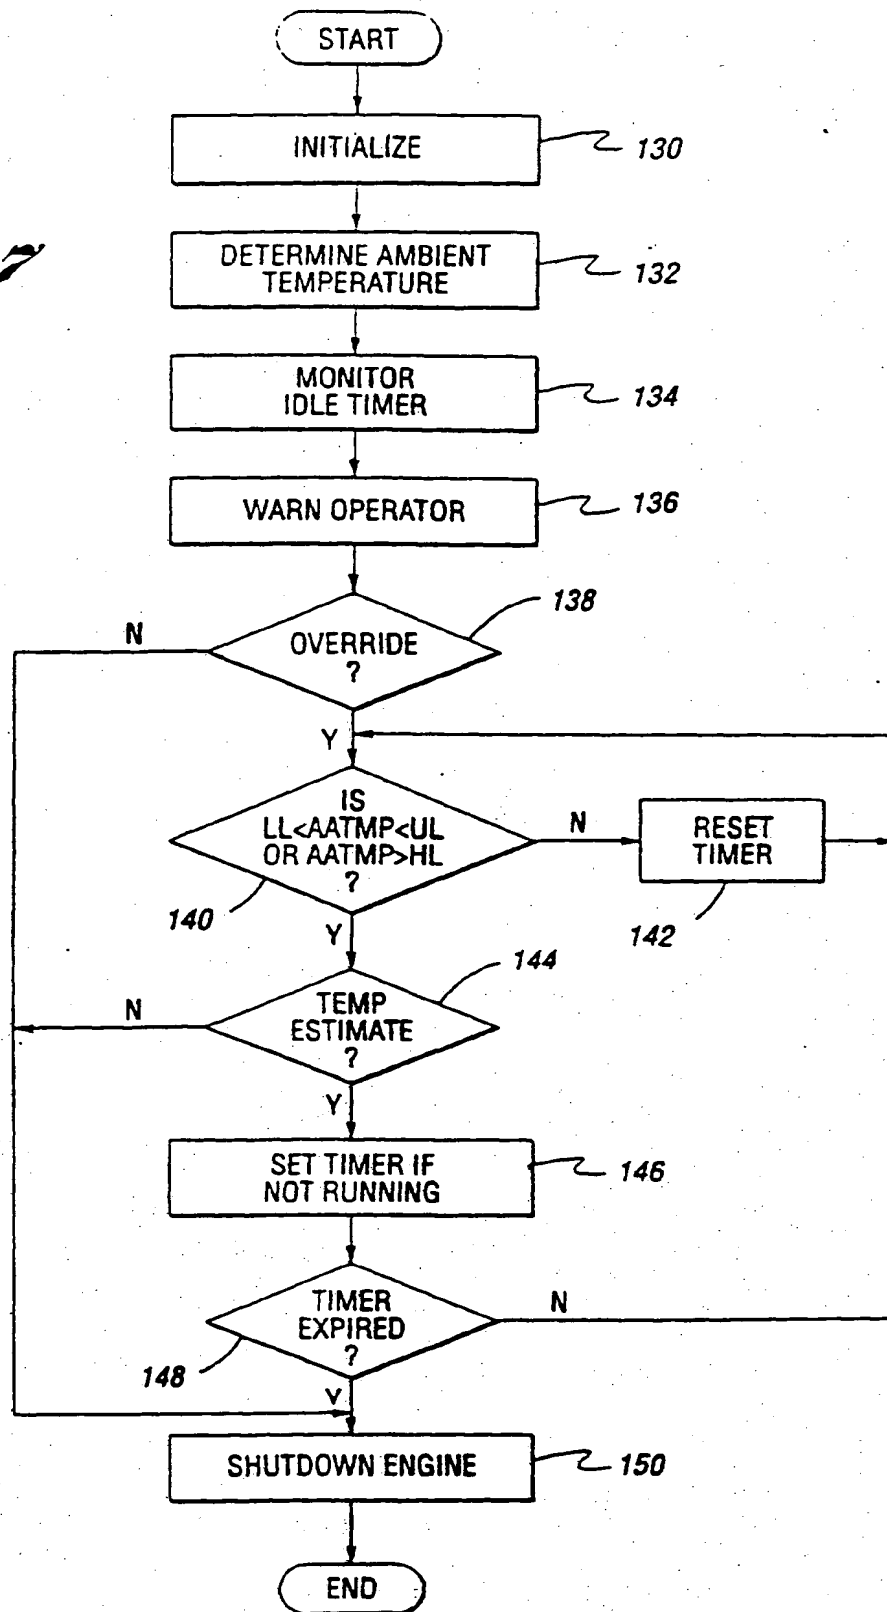 START
INITIALIZE
130
DETERMINE AMBIENT
TEMPERATURE
132
MONITOR
IDLE TIMER
134
WARN OPERATOR
136
138
N
OVERRIDE
?
Y
IS
LL<AATMP<UL
OR AATMP>HL
?
N
RESET
TIMER
140
142
Y
144
N
TEMP
ESTIMATE
?
Y
SET TIMER IF
NOT RUNNING
146
TIMER
EXPIRED
?
N
148
Y
SHUTDOWN ENGINE
150
END